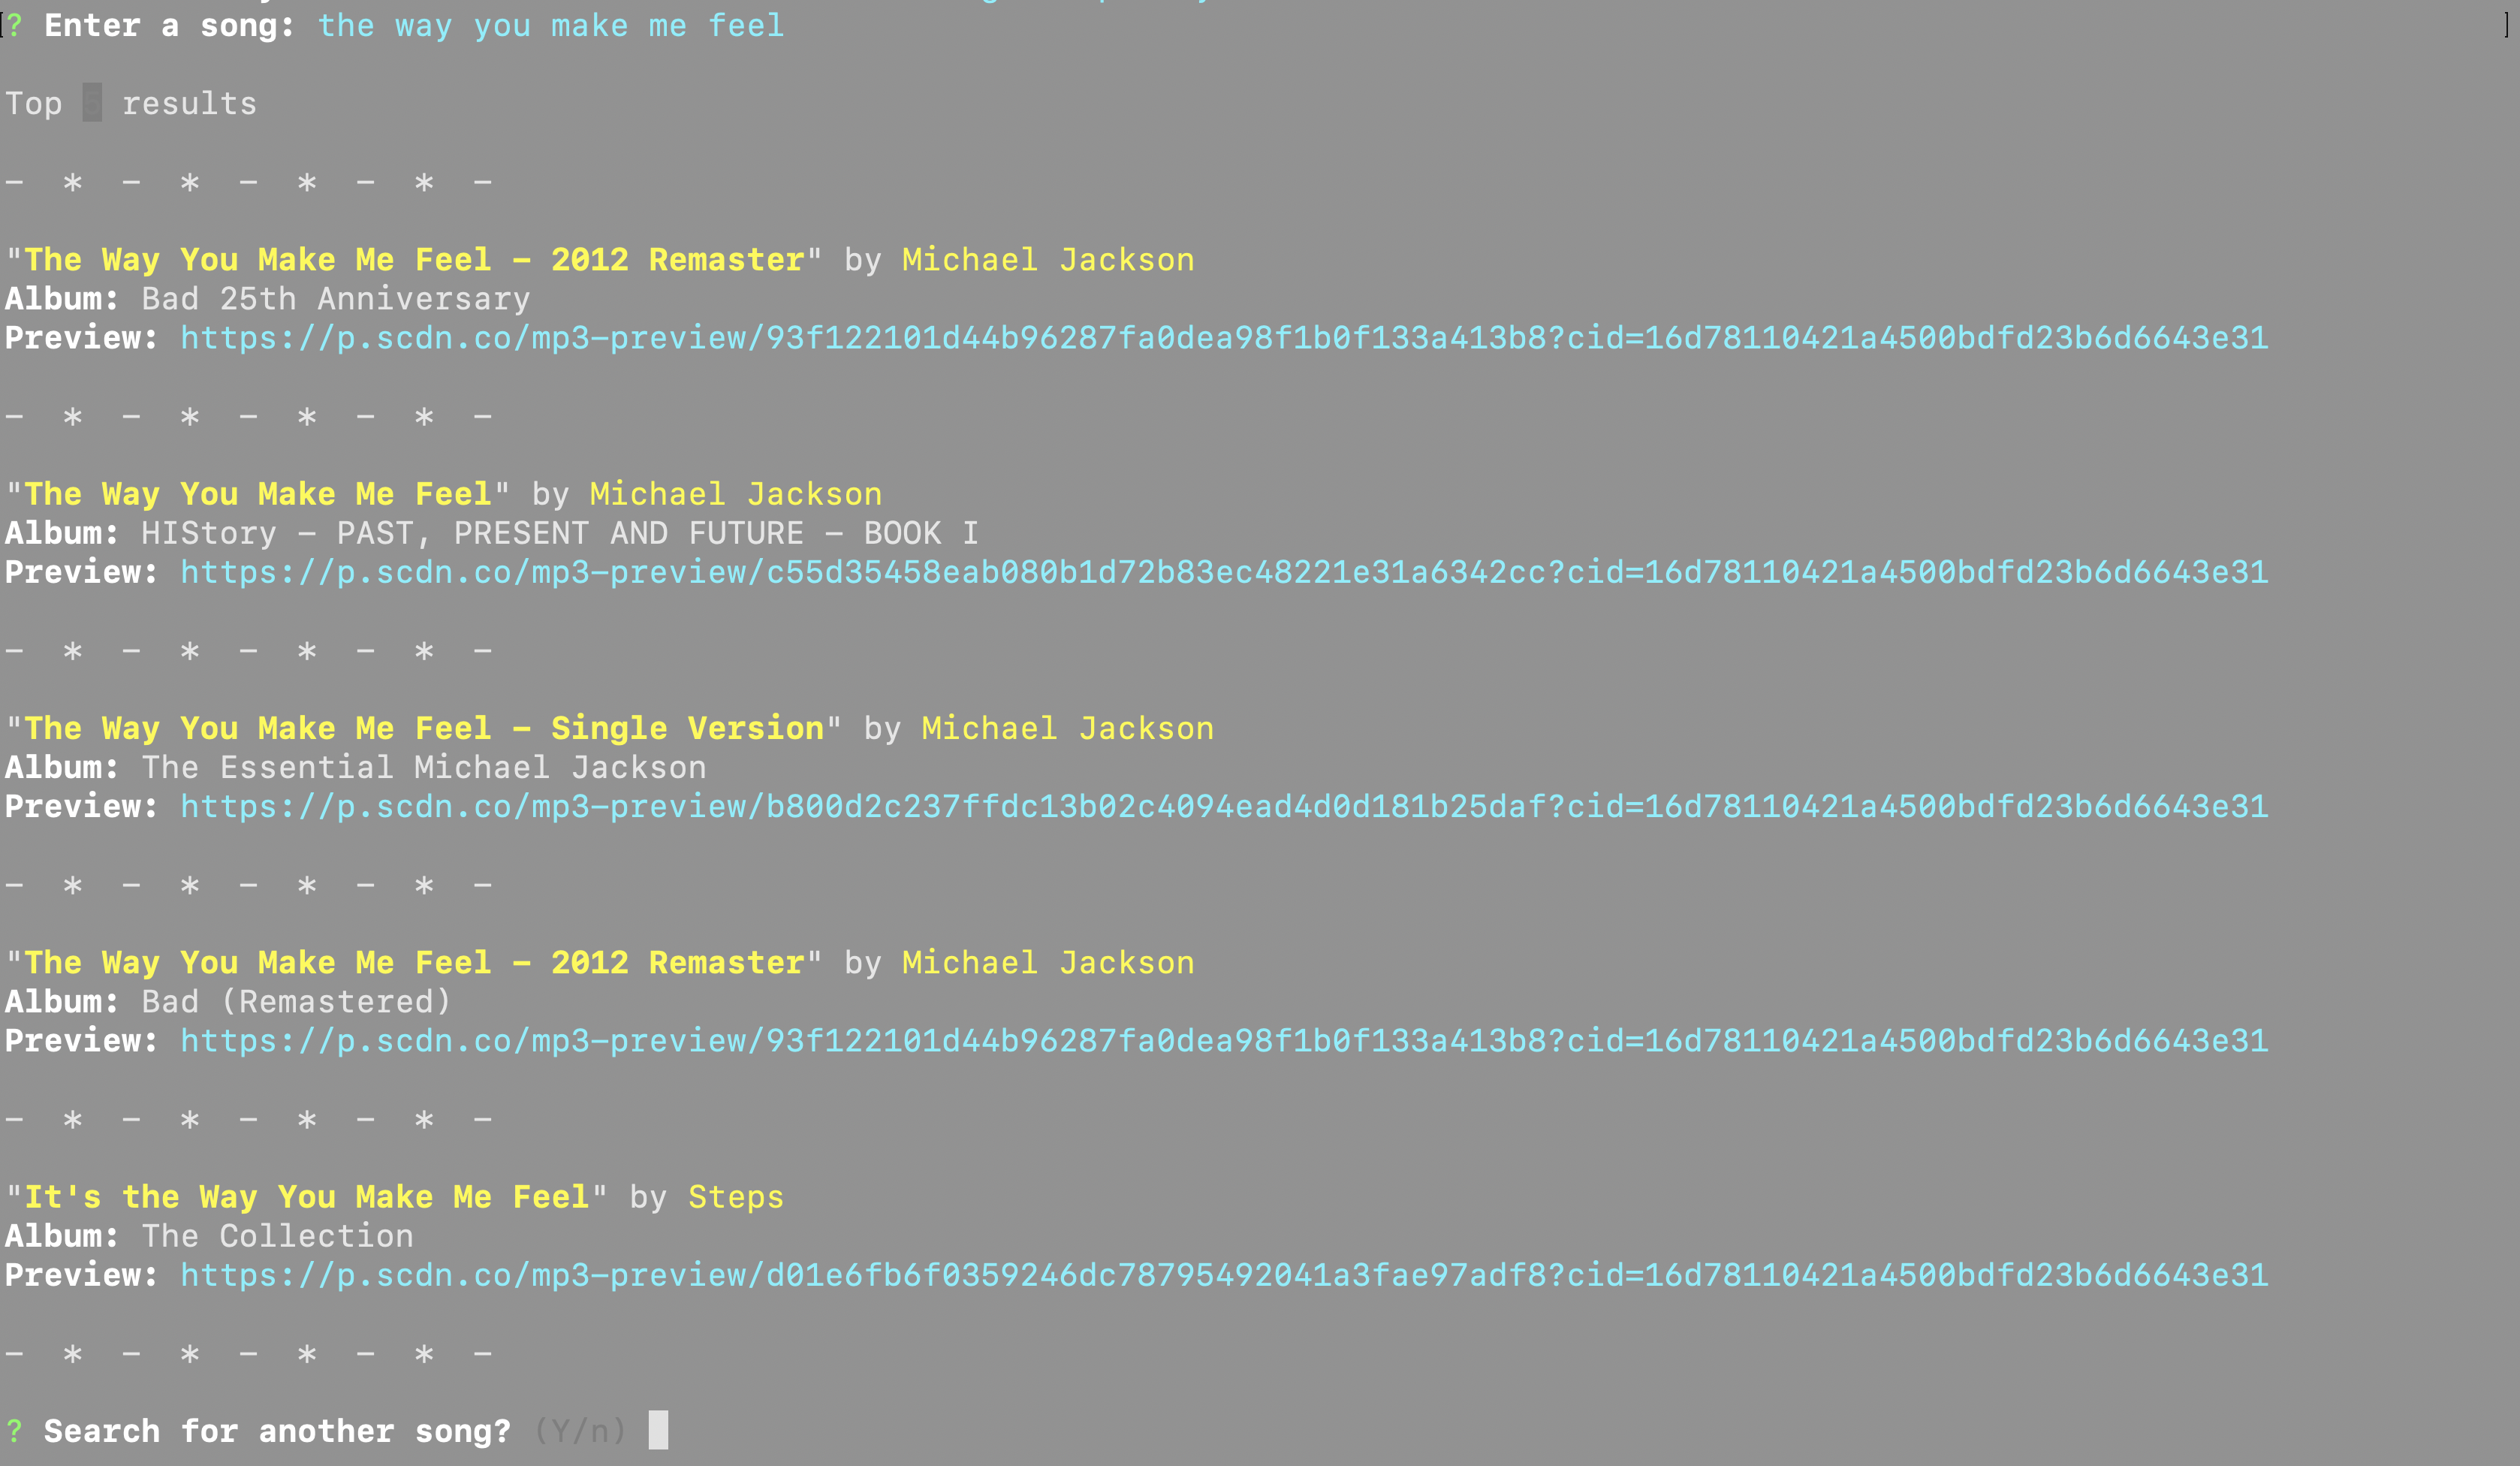 ? Enter a song: the way you make me feel
Top 5 results
- * - * - * - * -
"The Way You Make Me Feel - 2012 Remaster" by Michael Jackson
Album: Bad 25th Anniversary
Preview: https://p.scdn.co/mp3-preview/93f122101d44b96287fa0dea98f1b0f133a413b8?cid=16d78110421a4500bdfd23b6d6643e31
- * - * - * - * -
"The Way You Make Me Feel" by Michael Jackson
Album: HIStory - PAST, PRESENT AND FUTURE - BOOK I
Preview: https://p.scdn.co/mp3-preview/c55d35458eab080b1d72b83ec48221e31a6342cc?cid=16d78110421a4500bdfd23b6d6643e31
- * - * - * - * -
"The Way You Make Me Feel - Single Version" by Michael Jackson
Album: The Essential Michael Jackson
Preview: https://p.scdn.co/mp3-preview/b800d2c237ffdc13b02c4094ead4d0d181b25daf?cid=16d78110421a4500bdfd23b6d6643e31
- * - * - * - * -
"The Way You Make Me Feel - 2012 Remaster" by Michael Jackson
Album: Bad (Remastered)
Preview: https://p.scdn.co/mp3-preview/93f122101d44b96287fa0dea98f1b0f133a413b8?cid=16d78110421a4500bdfd23b6d6643e31
- * - * - * - * -
"It's the Way You Make Me Feel" by Steps
Album: The Collection
Preview: https://p.scdn.co/mp3-preview/d01e6fb6f0359246dc78795492041a3fae97adf8?cid=16d78110421a4500bdfd23b6d6643e31
- * - * - * - * -
? Search for another song? (Y/n)